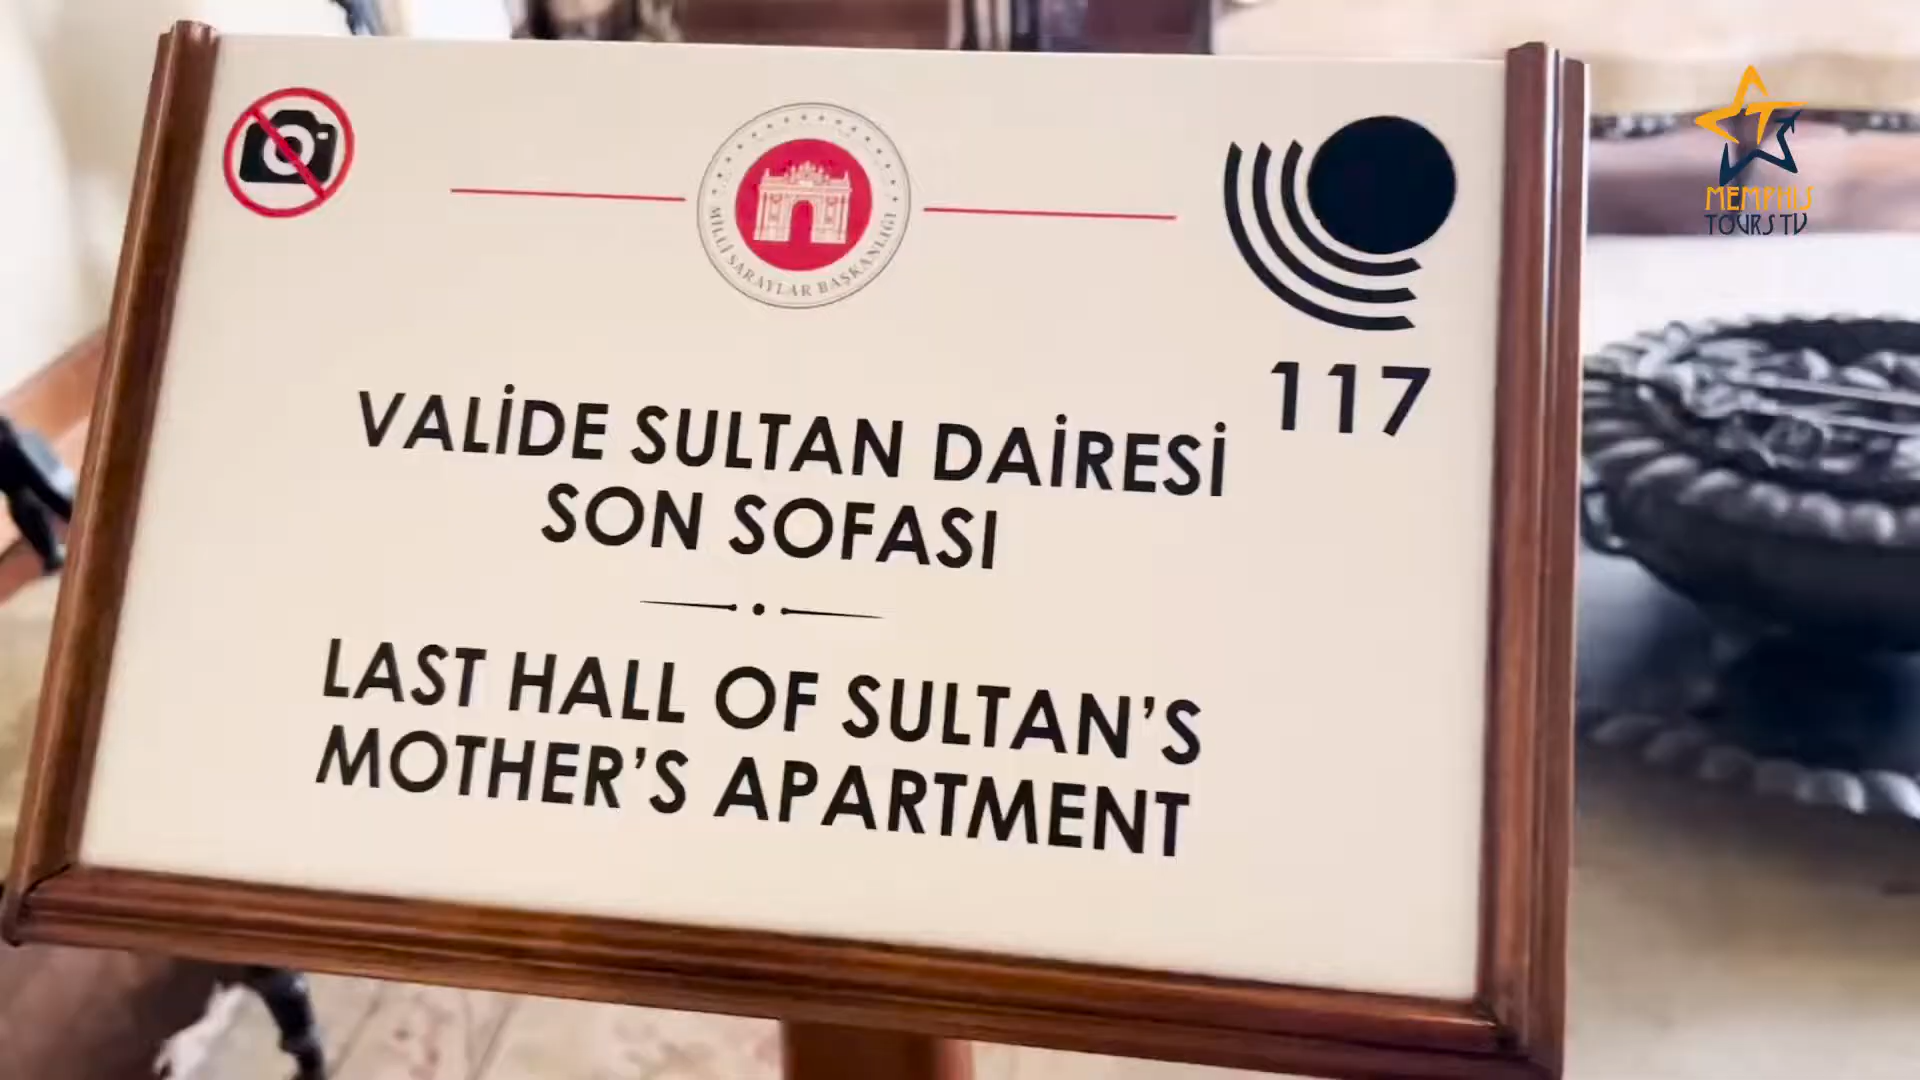 MİLLİ SARAYLAR BAŞKANLIĞI
117
VALİDE SULTAN DAİRESİ
SON SOFASI
LAST HALL OF SULTAN'S
MOTHER'S APARTMENT
MEMPHIS
TOURS TV